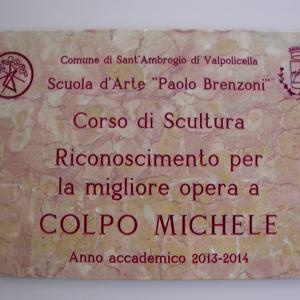 Comune di Sant'Ambrogio di Valpolicella
Scuola d'Arte "Paolo Brenzoni"
Corso di Scultura
Riconoscimento per
la migliore opera a
COLPO MICHELE
Anno accademico 2013-2014